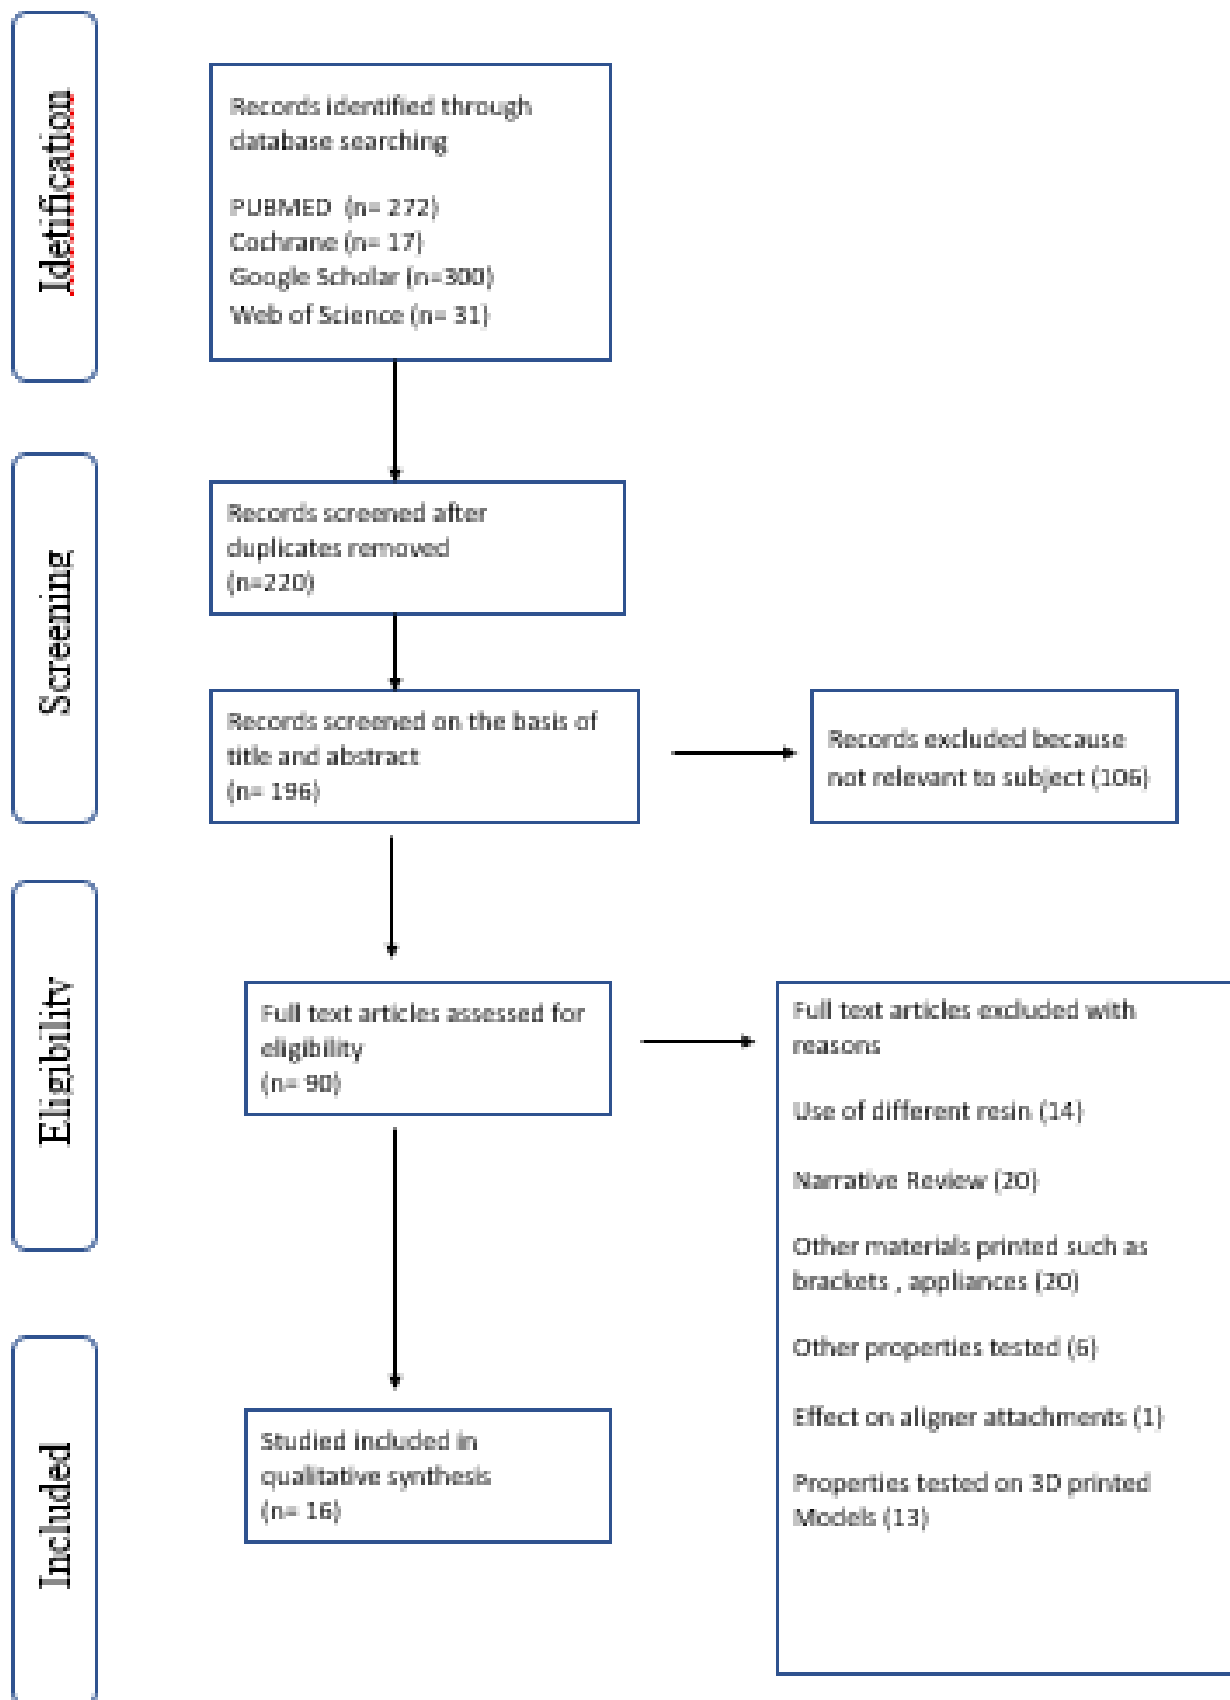 Idetification
Records identified through
database searching
PUBMED (n= 272)
Cochrane (n= 17)
Google Scholar (n=300)
Web of Science (n= 31)
Screening
Records screened after
duplicates removed
(n=220)
Records screened on the basis of
title and abstract
(n= 196)
Records excluded because
not relevant to subject (106)
Eligibility
Full text articles assessed for
eligibility
(n= 90)
Full text articles excluded with
reasons
Use of different resin (14)
Narrative Review (20)
Other materials printed such as
brackets , appliances (20)
Other properties tested (6)
Effect on aligner attachments (1)
Properties tested on 3D printed
Models (13)
Included
Studied included in
qualitative synthesis
(n= 16)